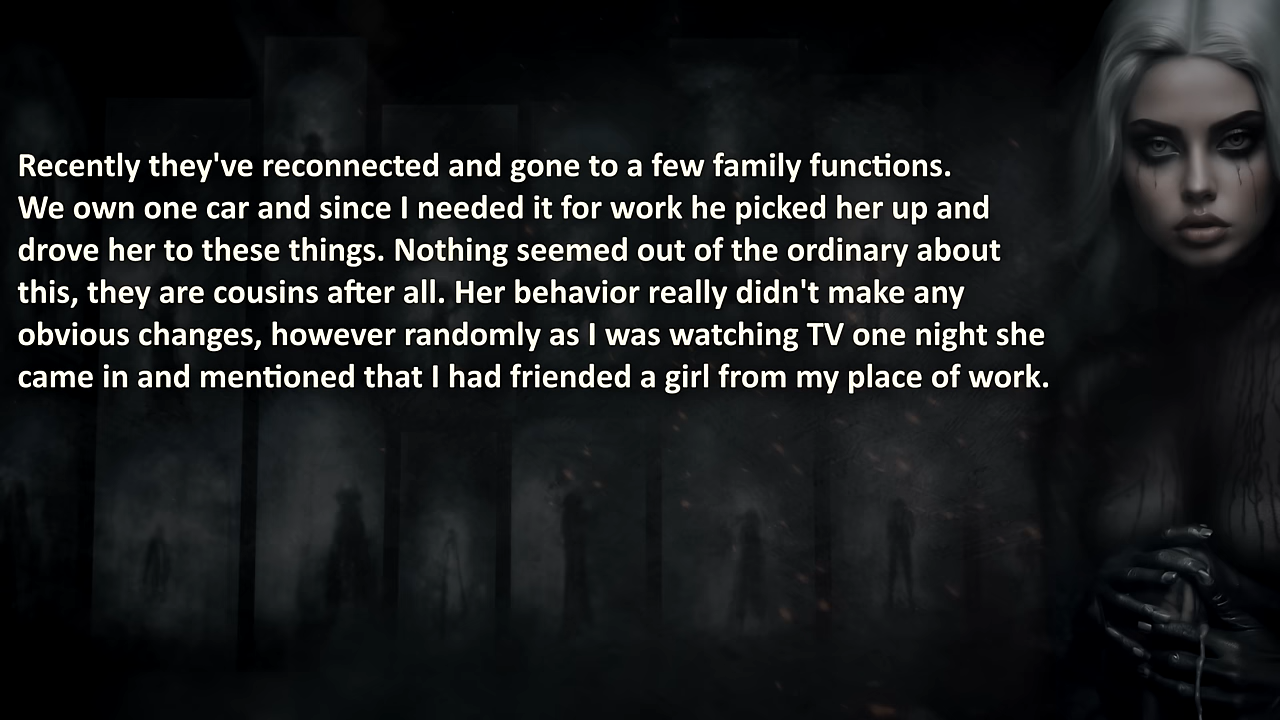 Recently they've reconnected and gone to a few family functions.
We own one car and since I needed it for work he picked her up and
drove her to these things. Nothing seemed out of the ordinary about
this, they are cousins after all. Her behavior really didn't make any
obvious changes, however randomly as I was watching TV one night she
came in and mentioned that I had friended a girl from my place of work.